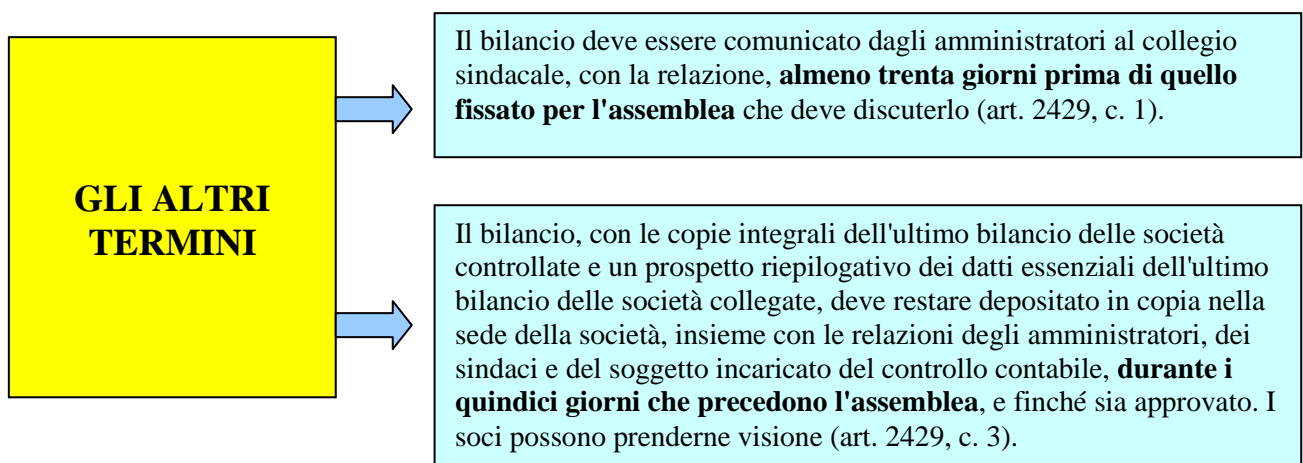 GLI ALTRI
TERMINI
Il bilancio deve essere comunicato dagli amministratori al collegio
sindacale, con la relazione, almeno trenta giorni prima di quello
fissato per l'assemblea che deve discuterlo (art. 2429, c. 1).
Il bilancio, con le copie integrali dell'ultimo bilancio delle società
controllate e un prospetto riepilogativo dei datti essenziali dell'ultimo
bilancio delle società collegate, deve restare depositato in copia nella
sede della società, insieme con le relazioni degli amministratori, dei
sindaci e del soggetto incaricato del controllo contabile, durante i
quindici giorni che precedono l'assemblea, e finché sia approvato. I
soci possono prenderne visione (art. 2429, c. 3).